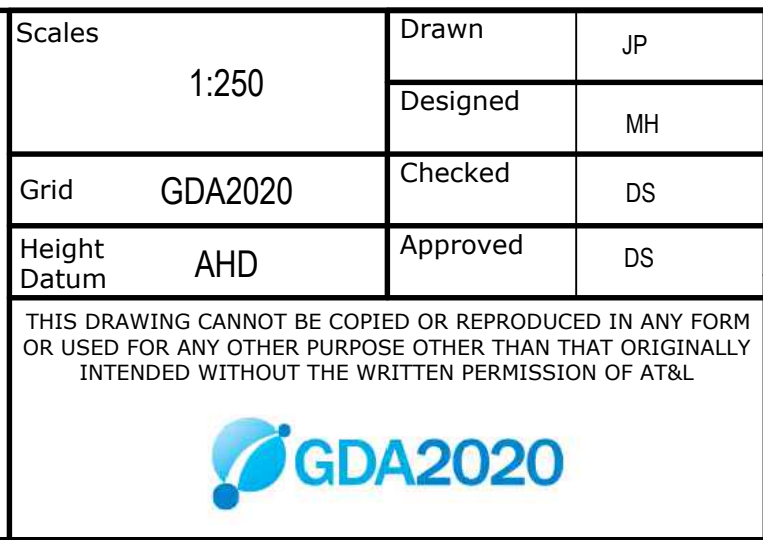 Scales
1:250
Drawn JP
Designed MH
Grid GDA2020
Checked DS
Height
Datum AHD
Approved DS
THIS DRAWING CANNOT BE COPIED OR REPRODUCED IN ANY FORM
OR USED FOR ANY OTHER PURPOSE OTHER THAN THAT ORIGINALLY
INTENDED WITHOUT THE WRITTEN PERMISSION OF AT&L
GDA2020